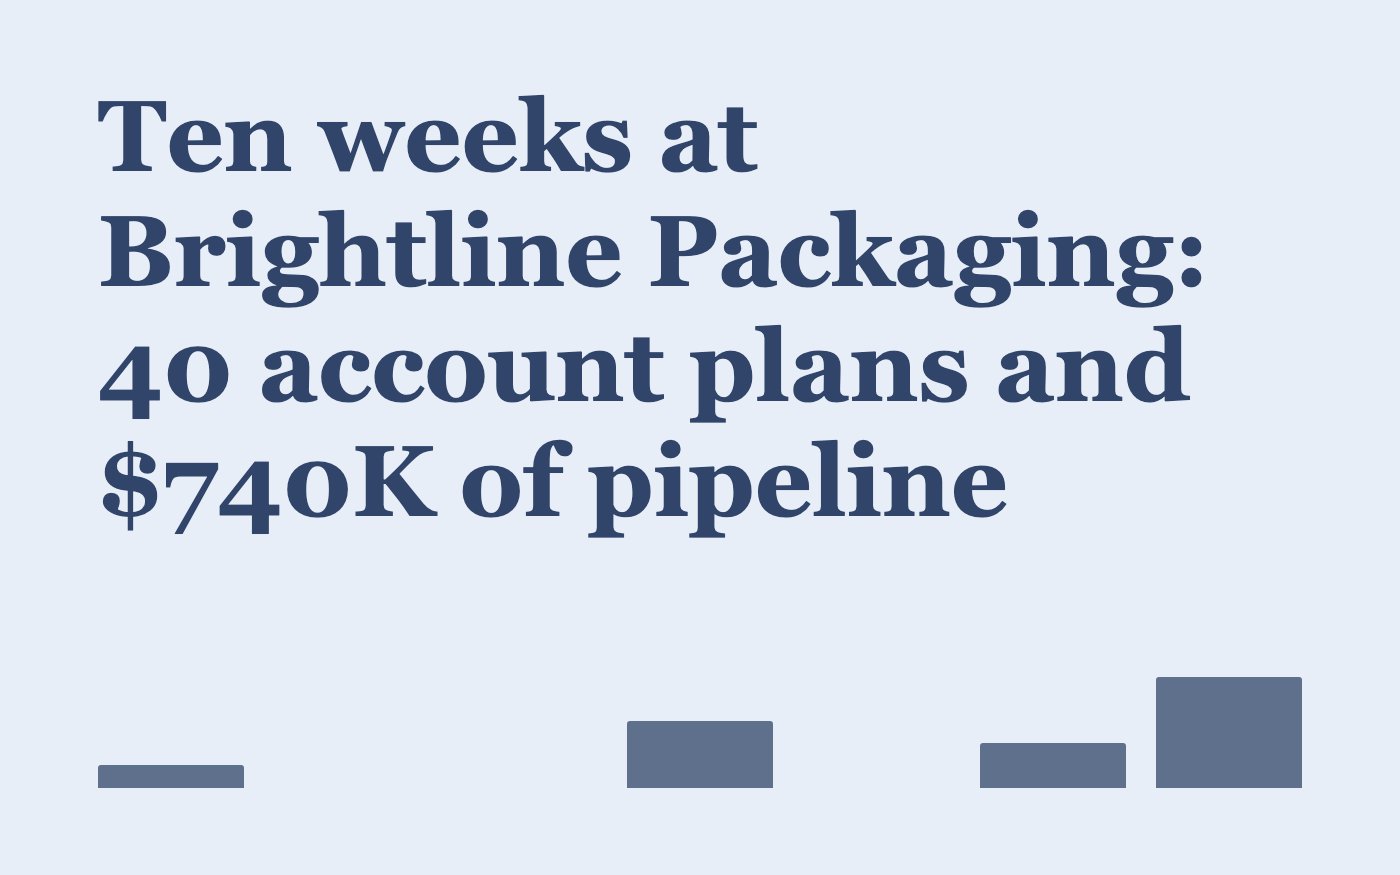 Ten weeks at
Brightline Packaging:
40 account plans and
$740K of pipeline